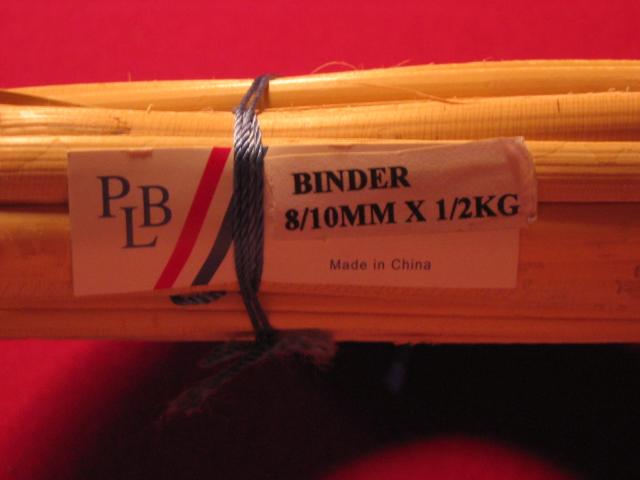 PLB
BINDER
8/10MM X 1/2KG
Made in China